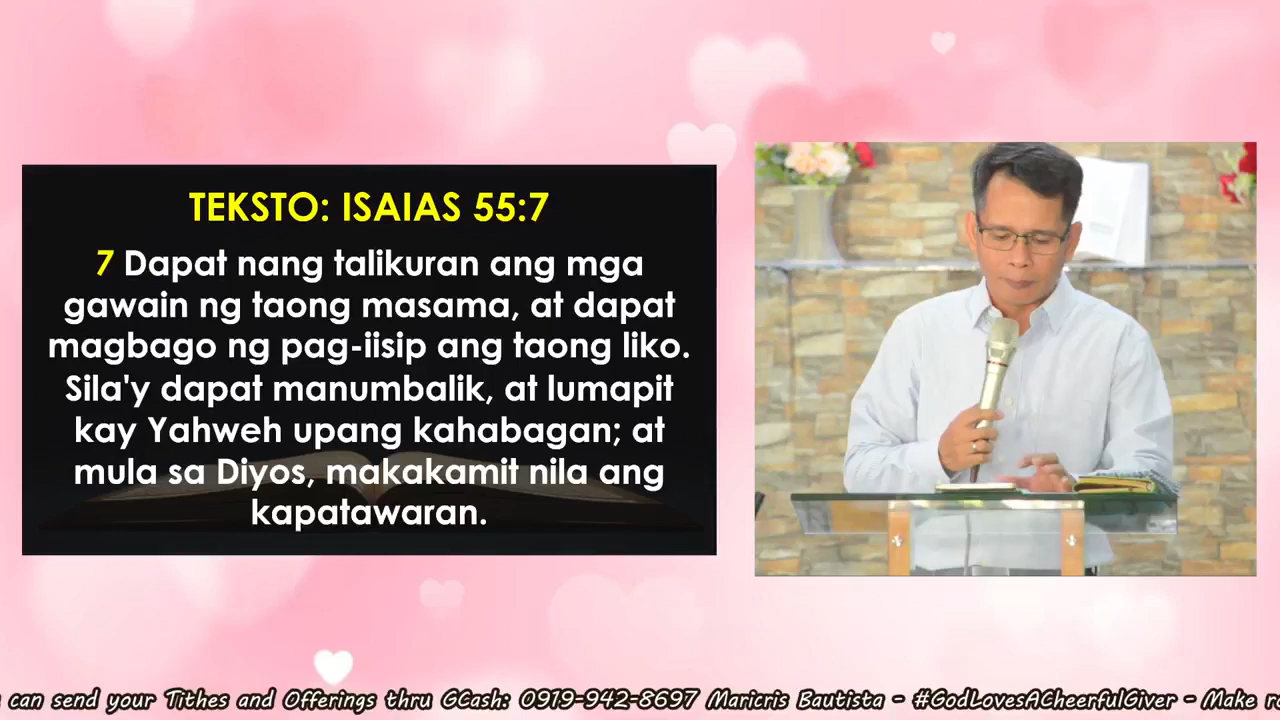 TEKSTO: ISAIAS 55:7
7 Dapat nang talikuran ang mga
gawain ng taong masama, at dapat
magbago ng pag-iisip ang taong liko.
Sila'y dapat manumbalik, at lumapit
kay Yahweh upang kahabagan; at
mula sa Diyos, makakamit nila ang
kapatawaran.
can send your Tithes and Offerings thru GCash: 0919-942-8697 Maricris Bautista - #GodLovesACheerfulGiver - Make